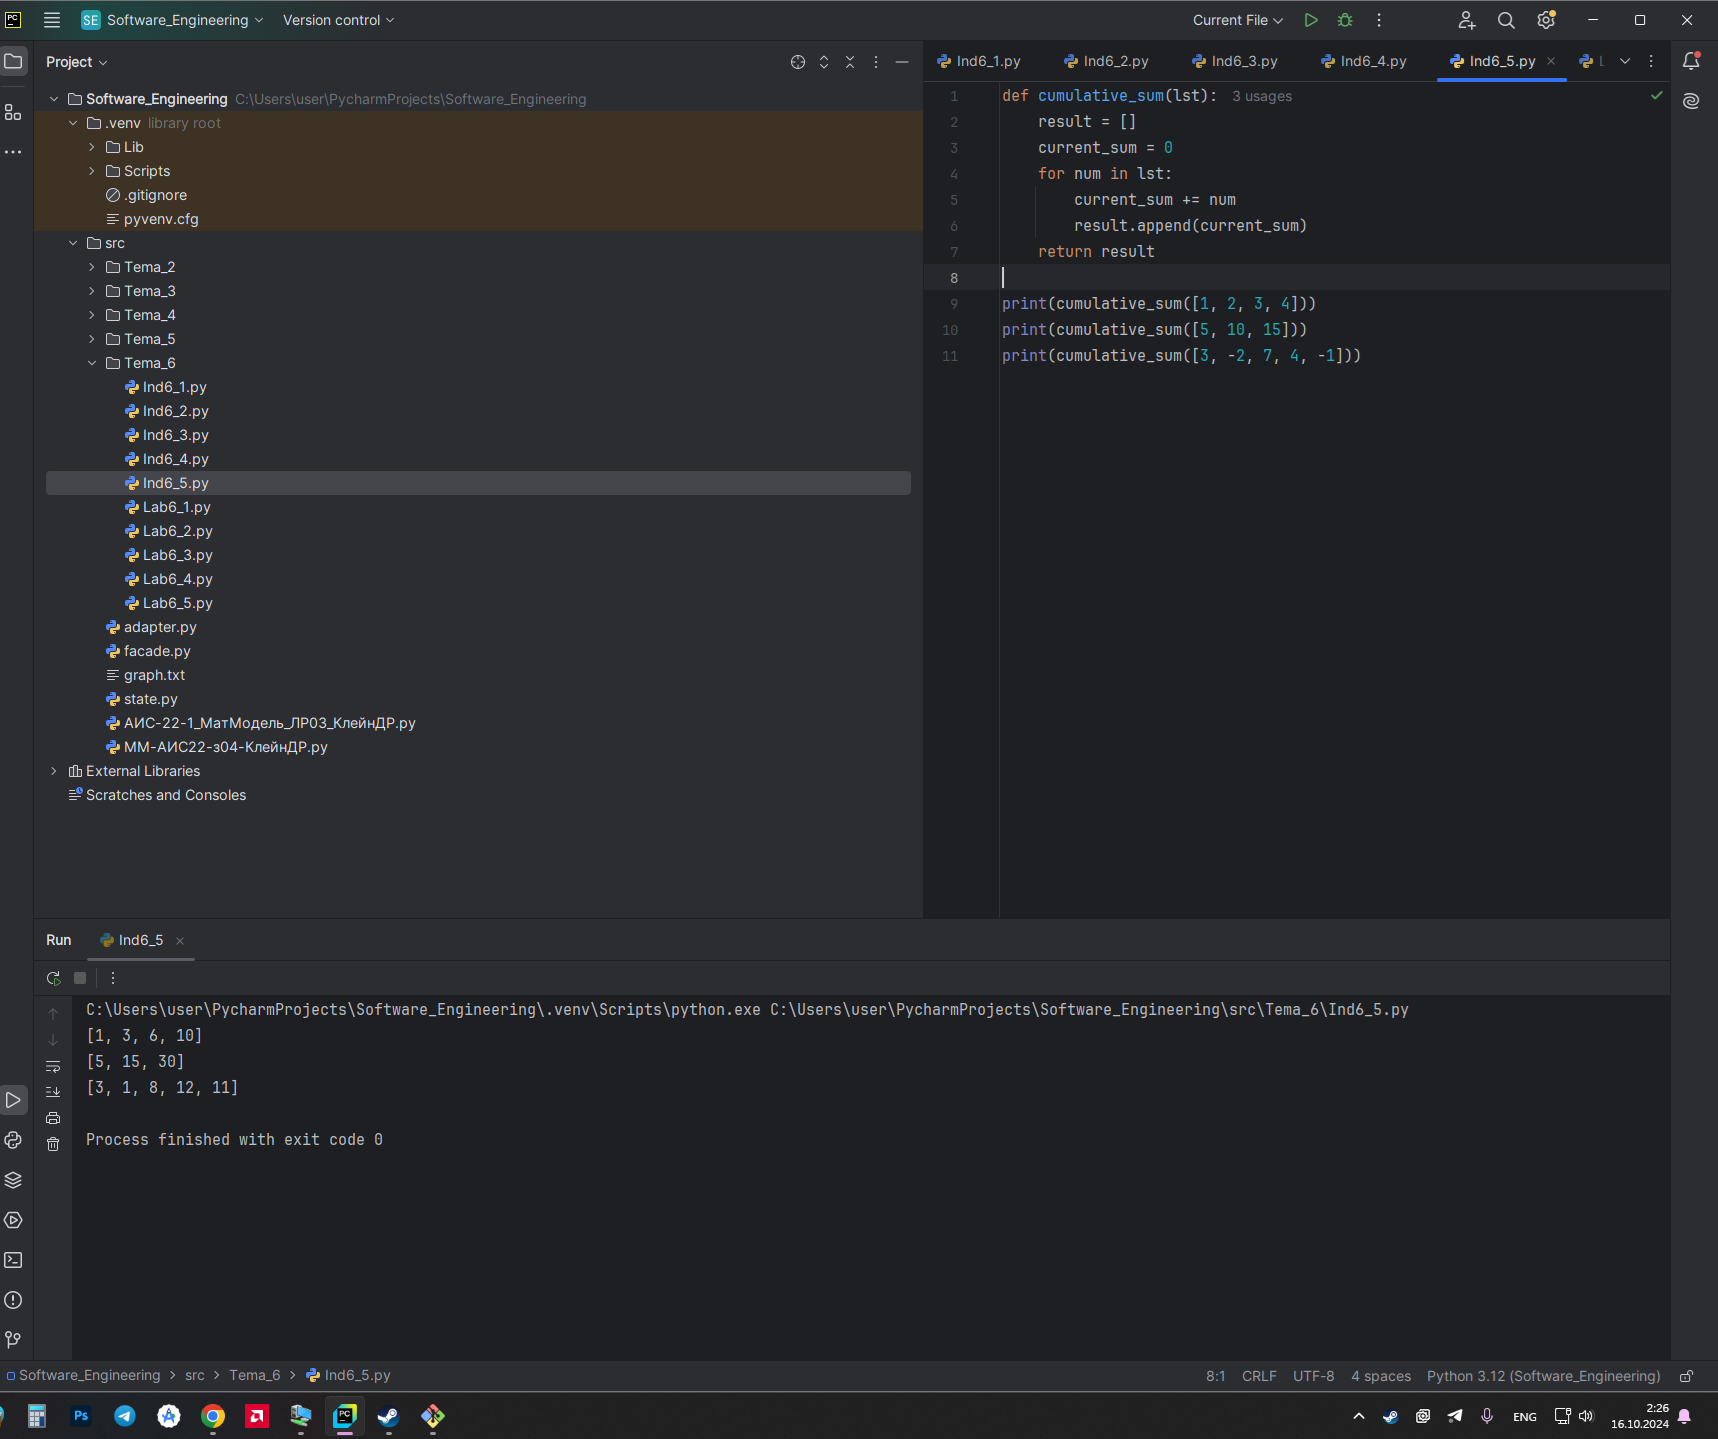 SE Software_Engineering Version control Current File
Project
Software_Engineering C:\Users\user\PycharmProjects\Software_Engineering
.venv library root
Lib
Scripts
.gitignore
pyvenv.cfg
src
Tema_2
Tema_3
Tema_4
Tema_5
Tema_6
Ind6_1.py
Ind6_2.py
Ind6_3.py
Ind6_4.py
Ind6_5.py
Lab6_1.py
Lab6_2.py
Lab6_3.py
Lab6_4.py
Lab6_5.py
adapter.py
facade.py
graph.txt
state.py
АИС-22-1_МатМодель_ЛР03_КлейнДР.py
ММ-АИС22-з04-КлейнДР.py
External Libraries
Scratches and Consoles
Ind6_1.py Ind6_2.py Ind6_3.py Ind6_4.py Ind6_5.py
1 def cumulative_sum(lst): 3 usages
2 result = []
3 current_sum = 0
4 for num in lst:
5 current_sum += num
6 result.append(current_sum)
7 return result
8
9 print(cumulative_sum([1, 2, 3, 4]))
10 print(cumulative_sum([5, 10, 15]))
11 print(cumulative_sum([3, -2, 7, 4, -1]))
Run Ind6_5
C:\Users\user\PycharmProjects\Software_Engineering\.venv\Scripts\python.exe C:\Users\user\PycharmProjects\Software_Engineering\src\Tema_6\Ind6_5.py
[1, 3, 6, 10]
[5, 15, 30]
[3, 1, 8, 12, 11]
Process finished with exit code 0
Software_Engineering src Tema_6 Ind6_5.py 8:1 CRLF UTF-8 4 spaces Python 3.12 (Software_Engineering)
Ps PC ENG 2:26
16.10.2024